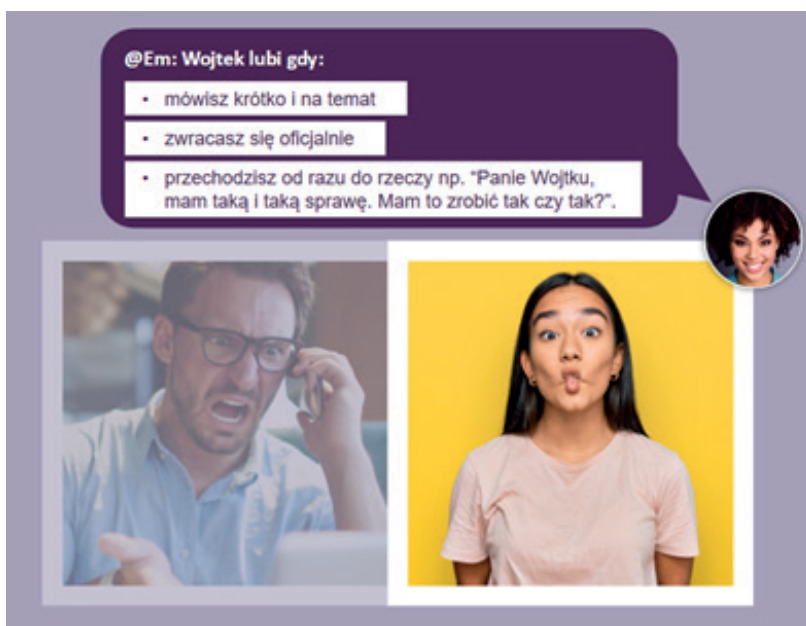 @Em: Wojtek lubi gdy:
• mówisz krótko i na temat
• zwracasz się oficjalnie
• przechodzisz od razu do rzeczy np. “Panie Wojtku,
mam taką i taką sprawę. Mam to zrobić tak czy tak?”.